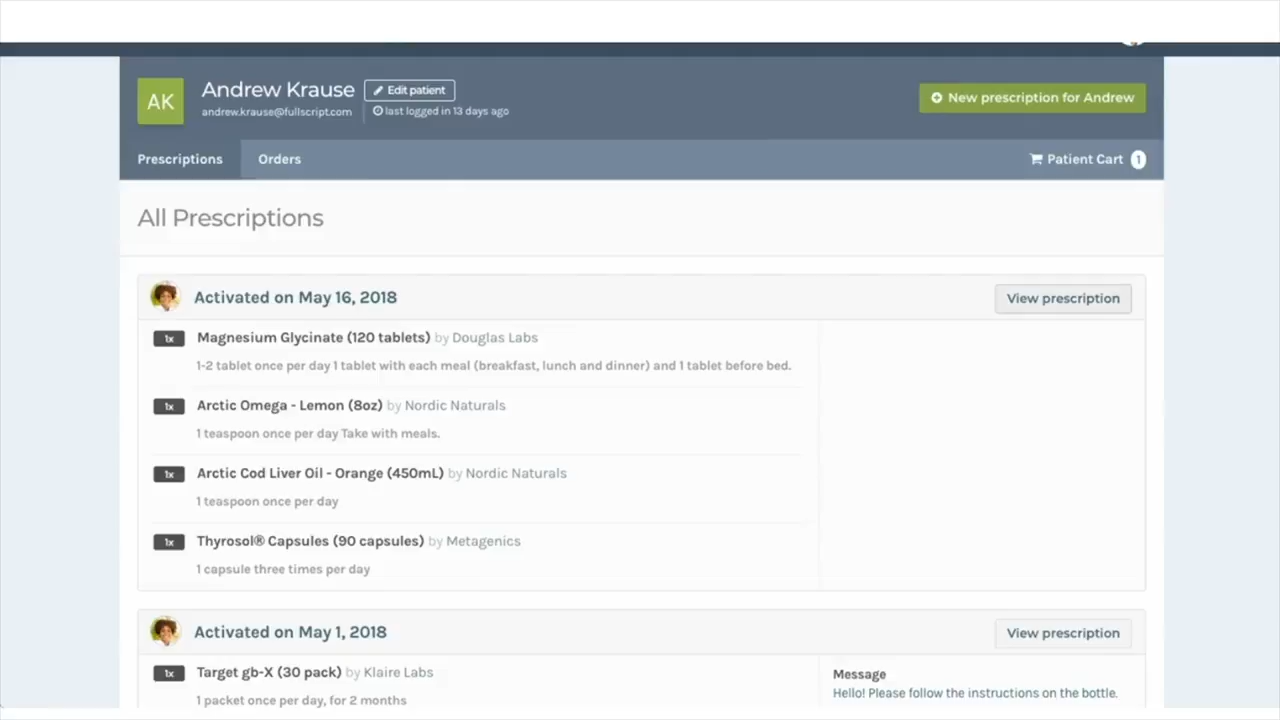 AK
Andrew Krause
Edit patient
andrew.krause@fullscript.com
last logged in 13 days ago
New prescription for Andrew
Prescriptions
Orders
Patient Cart 1
All Prescriptions
Activated on May 16, 2018
View prescription
1x Magnesium Glycinate (120 tablets) by Douglas Labs
1-2 tablet once per day 1 tablet with each meal (breakfast, lunch and dinner) and 1 tablet before bed.
1x Arctic Omega - Lemon (8oz) by Nordic Naturals
1 teaspoon once per day Take with meals.
1x Arctic Cod Liver Oil - Orange (450mL) by Nordic Naturals
1 teaspoon once per day
1x Thyrosol® Capsules (90 capsules) by Metagenics
1 capsule three times per day
Activated on May 1, 2018
View prescription
1x Target gb-X (30 pack) by Klaire Labs
1 packet once per day, for 2 months
Message
Hello! Please follow the instructions on the bottle.